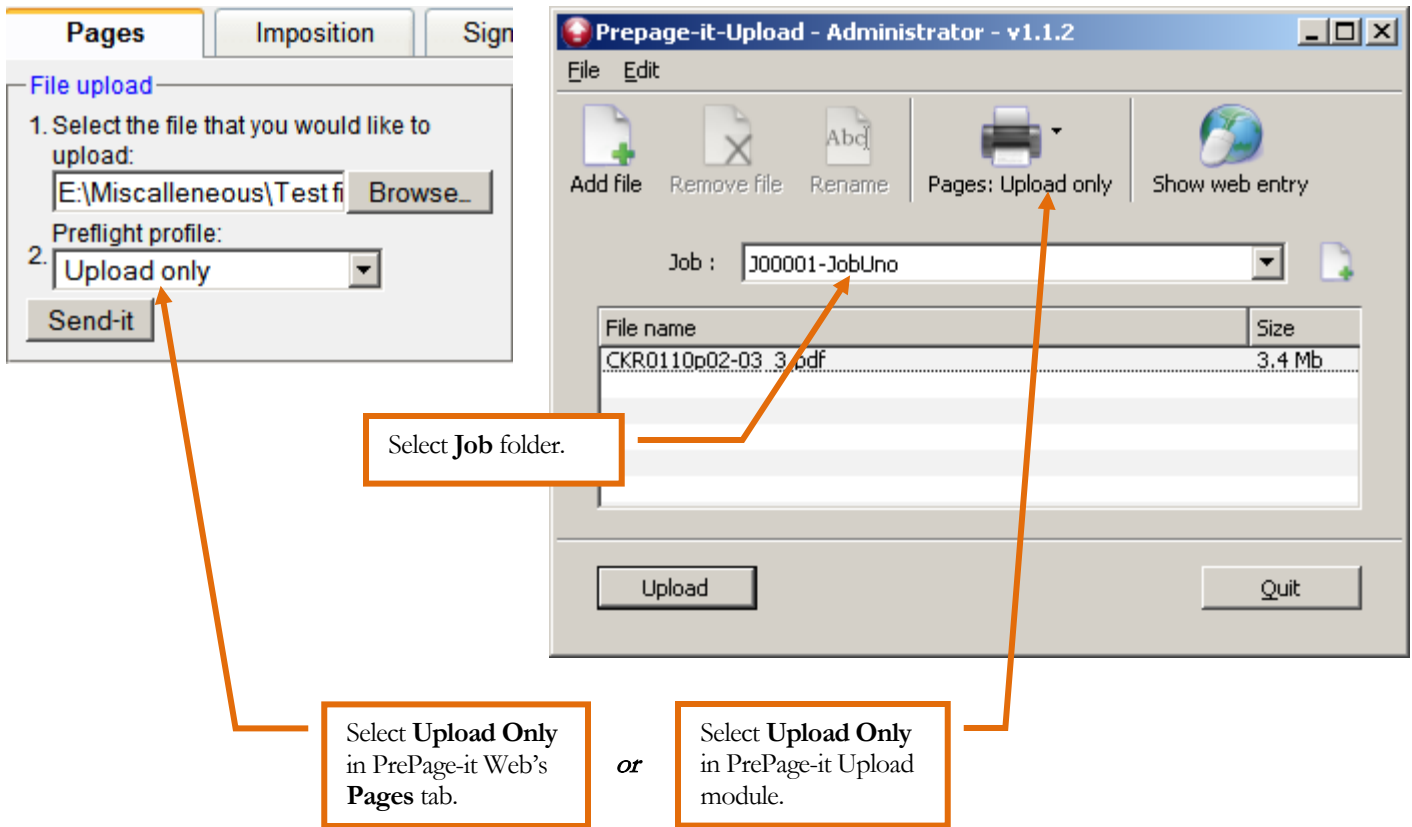 Pages Imposition Sign
File upload
1. Select the file that you would like to
upload:
E:\Miscalleneous\Test fi Browse...
Preflight profile:
2. Upload only
Send-it
Prepage-it-Upload - Administrator - v1.1.2
File Edit
Abc
Add file Remove file Rename Pages: Upload only Show web entry
Job : J00001-JobUno
File name Size
CKR0110p02-03_3.pdf 3.4 Mb
Select Job folder.
Upload Quit
Select Upload Only
in PrePage-it Web's
Pages tab.
or
Select Upload Only
in PrePage-it Upload
module.